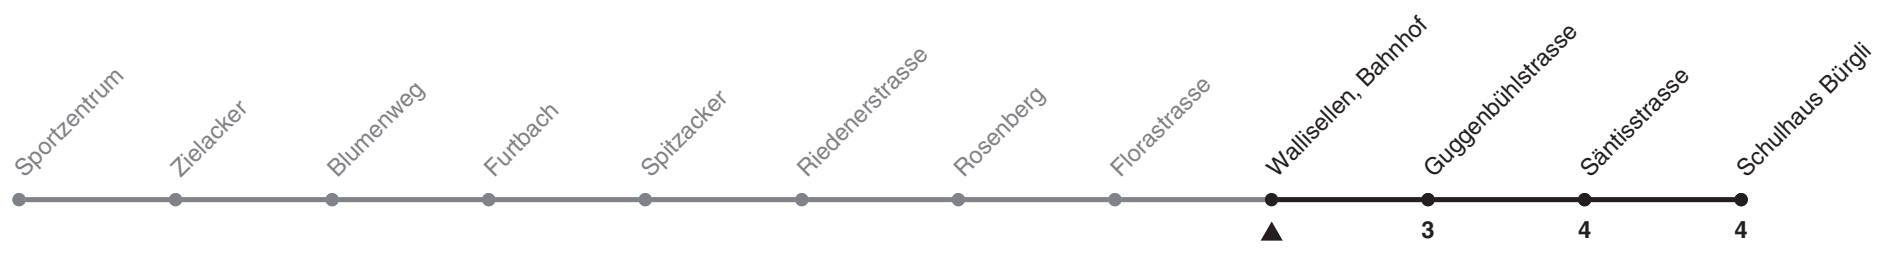 Sportzentrum
Zielacker
Blumenweg
Furtbach
Spitzacker
Riedenerstrasse
Rosenberg
Florastrasse
Wallisellen, Bahnhof
Guggenbühlstrasse
Säntisstrasse
Schulhaus Bürgli
3
4
4